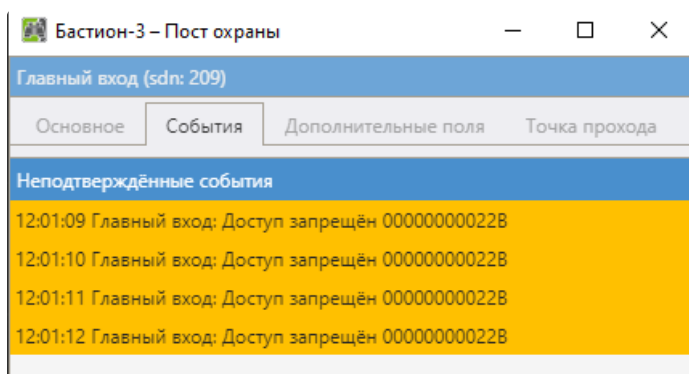 Бастион-3 – Пост охраны
Главный вход (sdn: 209)
Основное События Дополнительные поля Точка прохода
Неподтверждённые события
12:01:09 Главный вход: Доступ запрещён 00000000022B
12:01:10 Главный вход: Доступ запрещён 00000000022B
12:01:11 Главный вход: Доступ запрещён 00000000022B
12:01:12 Главный вход: Доступ запрещён 00000000022B